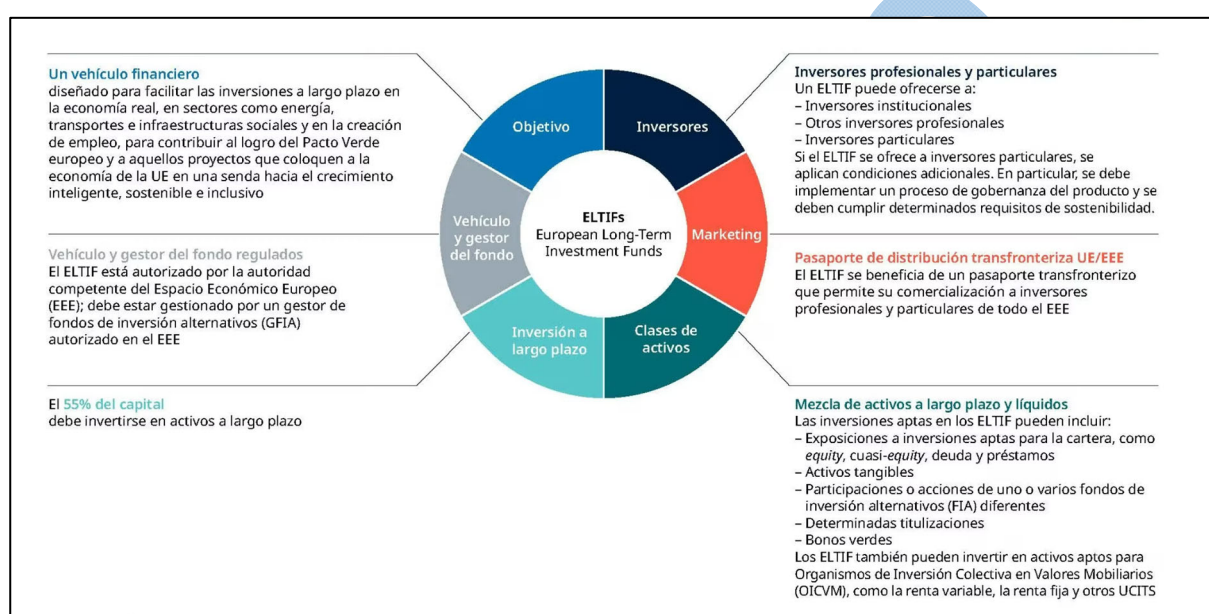 Un vehículo financiero
diseñado para facilitar las inversiones a largo plazo en
la economía real, en sectores como energía,
transportes e infraestructuras sociales y en la creación
de empleo, para contribuir al logro del Pacto Verde
europeo y a aquellos proyectos que coloquen a la
economía de la UE en una senda hacia el crecimiento
inteligente, sostenible e inclusivo
Vehículo y gestor del fondo regulados
El ELTIF está autorizado por la autoridad
competente del Espacio Económico Europeo
(EEE); debe estar gestionado por un gestor de
fondos de inversión alternativos (GFIA)
autorizado en el EEE
El 55% del capital
debe invertirse en activos a largo plazo
Objetivo
Inversores
Vehículo
y gestor
del fondo
ELTIFs
European Long-Term
Investment Funds
Marketing
Inversión a
largo plazo
Clases de
activos
Inversores profesionales y particulares
Un ELTIF puede ofrecerse a:
– Inversores institucionales
– Otros inversores profesionales
– Inversores particulares
Si el ELTIF se ofrece a inversores particulares, se
aplican condiciones adicionales. En particular, se debe
implementar un proceso de gobernanza del producto y se
deben cumplir determinados requisitos de sostenibilidad.
Pasaporte de distribución transfronteriza UE/EEE
El ELTIF se beneficia de un pasaporte transfronterizo
que permite su comercialización a inversores
profesionales y particulares de todo el EEE
Mezcla de activos a largo plazo y líquidos
Las inversiones aptas en los ELTIF pueden incluir:
– Exposiciones a inversiones aptas para la cartera, como
equity, cuasi-equity, deuda y préstamos
– Activos tangibles
– Participaciones o acciones de uno o varios fondos de
inversión alternativos (FIA) diferentes
– Determinadas titulizaciones
– Bonos verdes
Los ELTIF también pueden invertir en activos aptos para
Organismos de Inversión Colectiva en Valores Mobiliarios
(OICVM), como la renta variable, la renta fija y otros UCITS